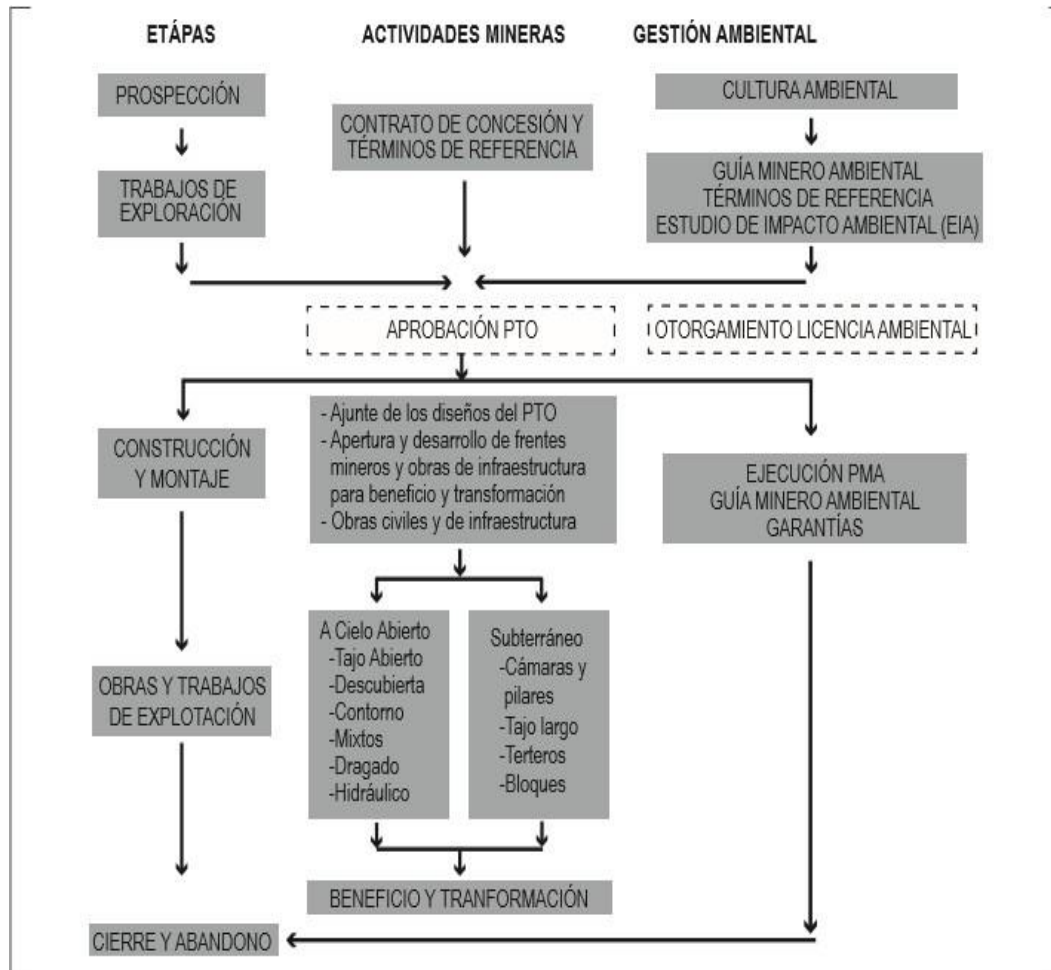 ETÁPAS
ACTIVIDADES MINERAS
GESTIÓN AMBIENTAL
PROSPECCIÓN
CONTRATO DE CONCESIÓN Y
TÉRMINOS DE REFERENCIA
CULTURA AMBIENTAL
TRABAJOS DE
EXPLORACIÓN
GUÍA MINERO AMBIENTAL
TÉRMINOS DE REFERENCIA
ESTUDIO DE IMPACTO AMBIENTAL (EIA)
APROBACIÓN PTO
OTORGAMIENTO LICENCIA AMBIENTAL
CONSTRUCCIÓN
Y MONTAJE
- Ajunte de los diseños del PTO
- Apertura y desarrollo de frentes
mineros y obras de infraestructura
para beneficio y transformación
- Obras civiles y de infraestructura
EJECUCIÓN PMA
GUÍA MINERO AMBIENTAL
GARANTÍAS
A Cielo Abierto
-Tajo Abierto
-Descubierta
-Contorno
-Mixtos
-Dragado
-Hidráulico
Subterráneo
-Cámaras y
pilares
-Tajo largo
-Terteros
-Bloques
OBRAS Y TRABAJOS
DE EXPLOTACIÓN
BENEFICIO Y TRANFORMACIÓN
CIERRE Y ABANDONO